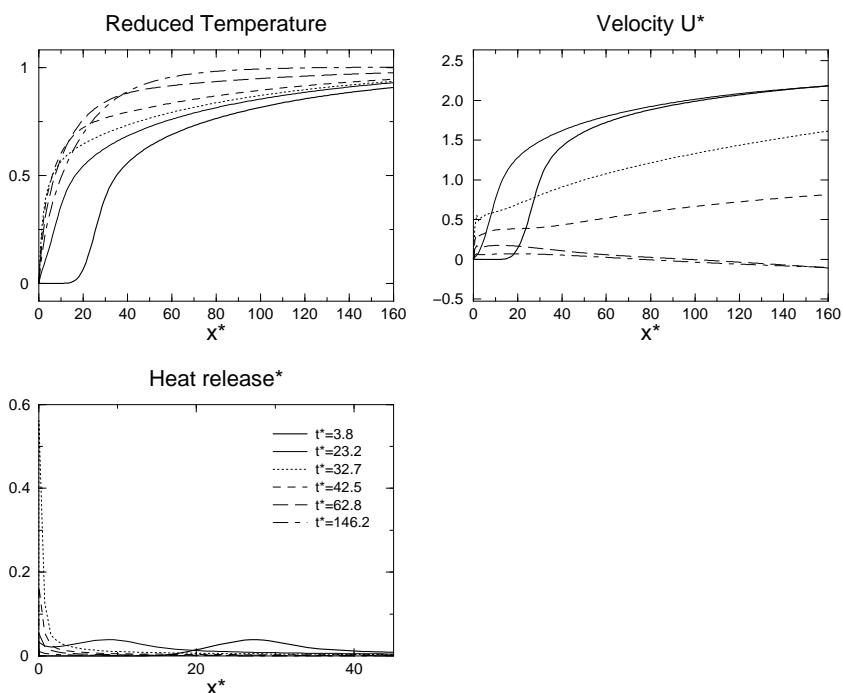 Reduced Temperature
1
0.5
0
0 20 40 60 80 100 120 140 160
x*
Velocity U*
2.5
2.0
1.5
1.0
0.5
0.0
−0.5
0 20 40 60 80 100 120 140 160
x*
Heat release*
0.6
0.4
0.2
0
t*=3.8
t*=23.2
t*=32.7
t*=42.5
t*=62.8
t*=146.2
0 20 40
x*